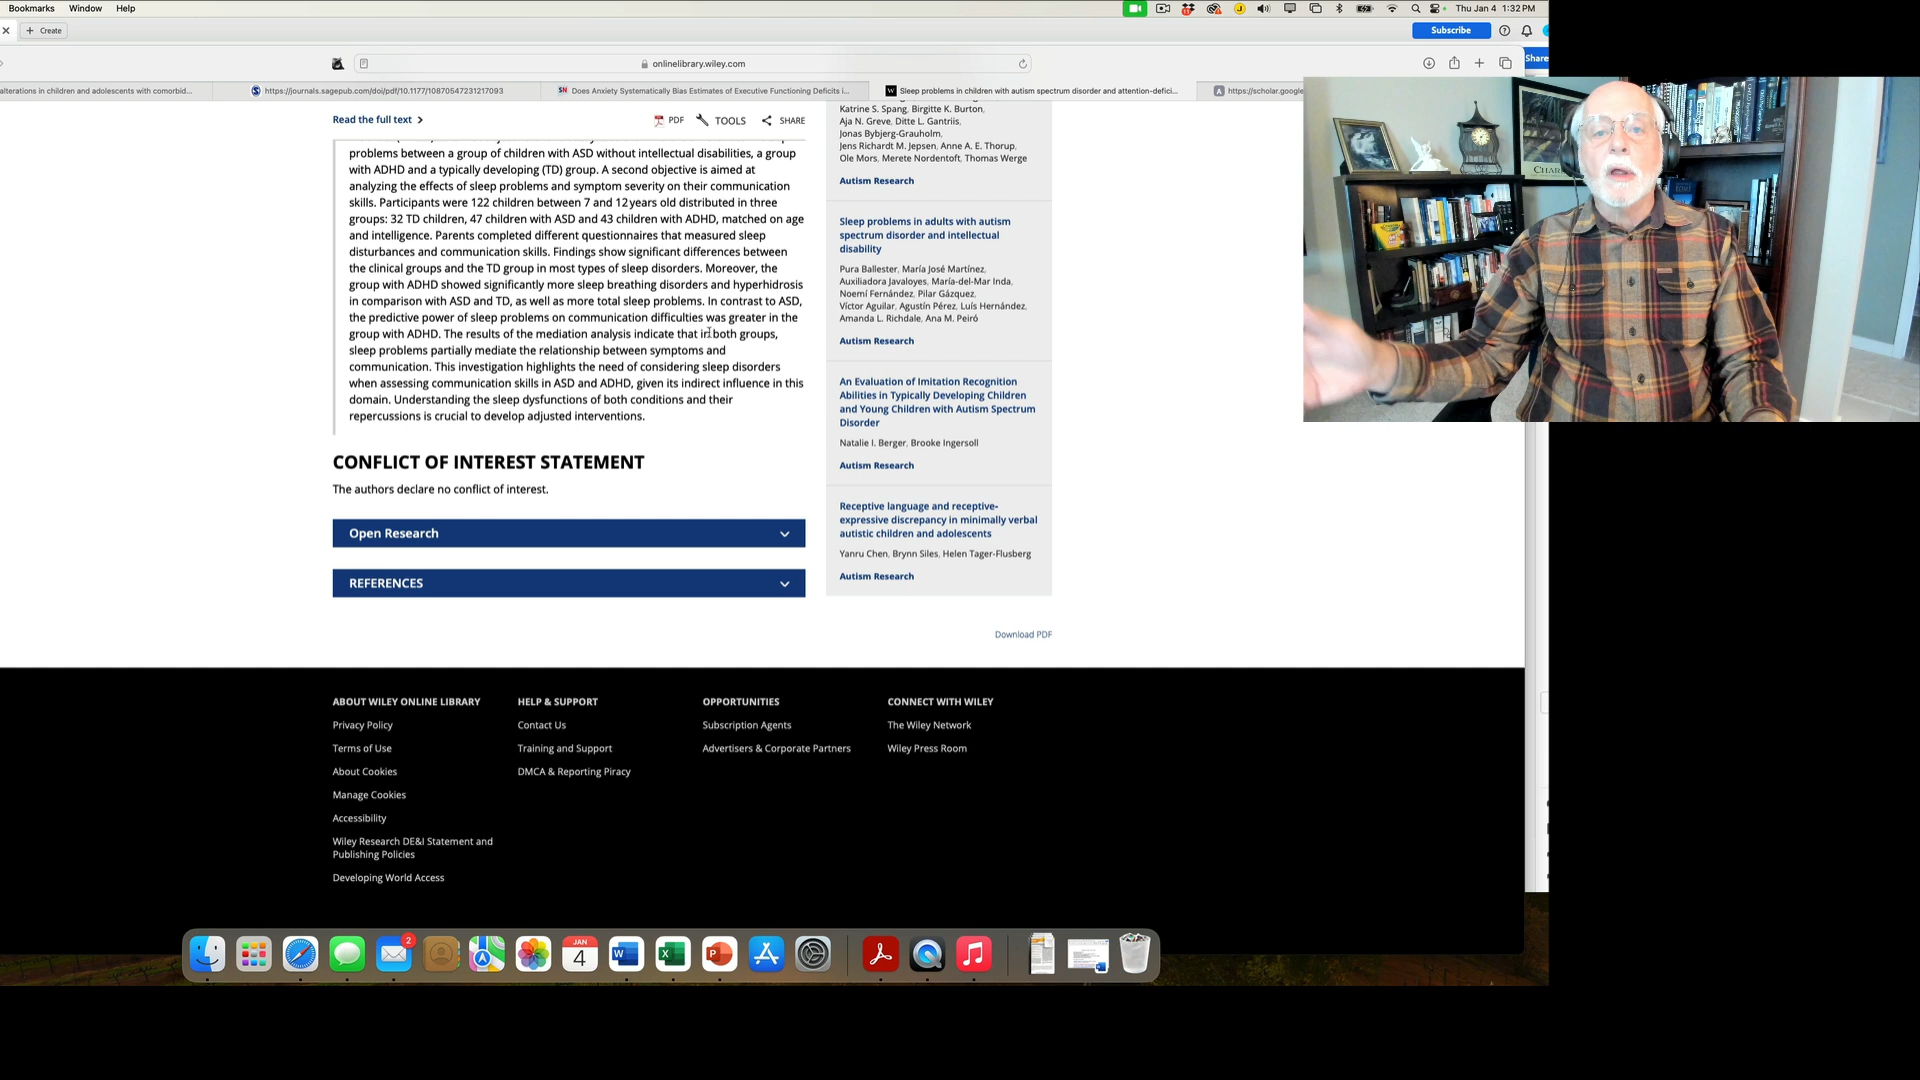 Bookmarks Window Help
Thu Jan 4 1:32 PM
Create
Subscribe
onlinelibrary.wiley.com
Share
alterations in children and adolescents with comorbid...
https://journals.sagepub.com/doi/pdf/10.1177/10870547231217093
Does Anxiety Systematically Bias Estimates of Executive Functioning Deficits i...
Sleep problems in children with autism spectrum disorder and attention-defici...
https://scholar.google
Read the full text
PDF TOOLS SHARE
problems between a group of children with ASD without intellectual disabilities, a group
with ADHD and a typically developing (TD) group. A second objective is aimed at
analyzing the effects of sleep problems and symptom severity on their communication
skills. Participants were 122 children between 7 and 12 years old distributed in three
groups: 32 TD children, 47 children with ASD and 43 children with ADHD, matched on age
and intelligence. Parents completed different questionnaires that measured sleep
disturbances and communication skills. Findings show significant differences between
the clinical groups and the TD group in most types of sleep disorders. Moreover, the
group with ADHD showed significantly more sleep breathing disorders and hyperhidrosis
in comparison with ASD and TD, as well as more total sleep problems. In contrast to ASD,
the predictive power of sleep problems on communication difficulties was greater in the
group with ADHD. The results of the mediation analysis indicate that in both groups,
sleep problems partially mediate the relationship between symptoms and
communication. This investigation highlights the need of considering sleep disorders
when assessing communication skills in ASD and ADHD, given its indirect influence in this
domain. Understanding the sleep dysfunctions of both conditions and their
repercussions is crucial to develop adjusted interventions.
CONFLICT OF INTEREST STATEMENT
The authors declare no conflict of interest.
Open Research
REFERENCES
Katrine S. Spang, Birgitte K. Burton,
Aja N. Greve, Ditte L. Gantriis,
Jonas Bybjerg-Grauholm,
Jens Richardt M. Jepsen, Anne A. E. Thorup,
Ole Mors, Merete Nordentoft, Thomas Werge
Autism Research
Sleep problems in adults with autism
spectrum disorder and intellectual
disability
Pura Ballester, María José Martínez,
Auxiliadora Javaloyes, María-del-Mar Inda,
Noemí Fernández, Pilar Gázquez,
Víctor Aguilar, Agustín Pérez, Luís Hernández,
Amanda L. Richdale, Ana M. Peiró
Autism Research
An Evaluation of Imitation Recognition
Abilities in Typically Developing Children
and Young Children with Autism Spectrum
Disorder
Natalie I. Berger, Brooke Ingersoll
Autism Research
Receptive language and receptive-
expressive discrepancy in minimally verbal
autistic children and adolescents
Yanru Chen, Brynn Siles, Helen Tager-Flusberg
Autism Research
Download PDF
ABOUT WILEY ONLINE LIBRARY
Privacy Policy
Terms of Use
About Cookies
Manage Cookies
Accessibility
Wiley Research DE&I Statement and
Publishing Policies
Developing World Access
HELP & SUPPORT
Contact Us
Training and Support
DMCA & Reporting Piracy
OPPORTUNITIES
Subscription Agents
Advertisers & Corporate Partners
CONNECT WITH WILEY
The Wiley Network
Wiley Press Room
2
JAN
4